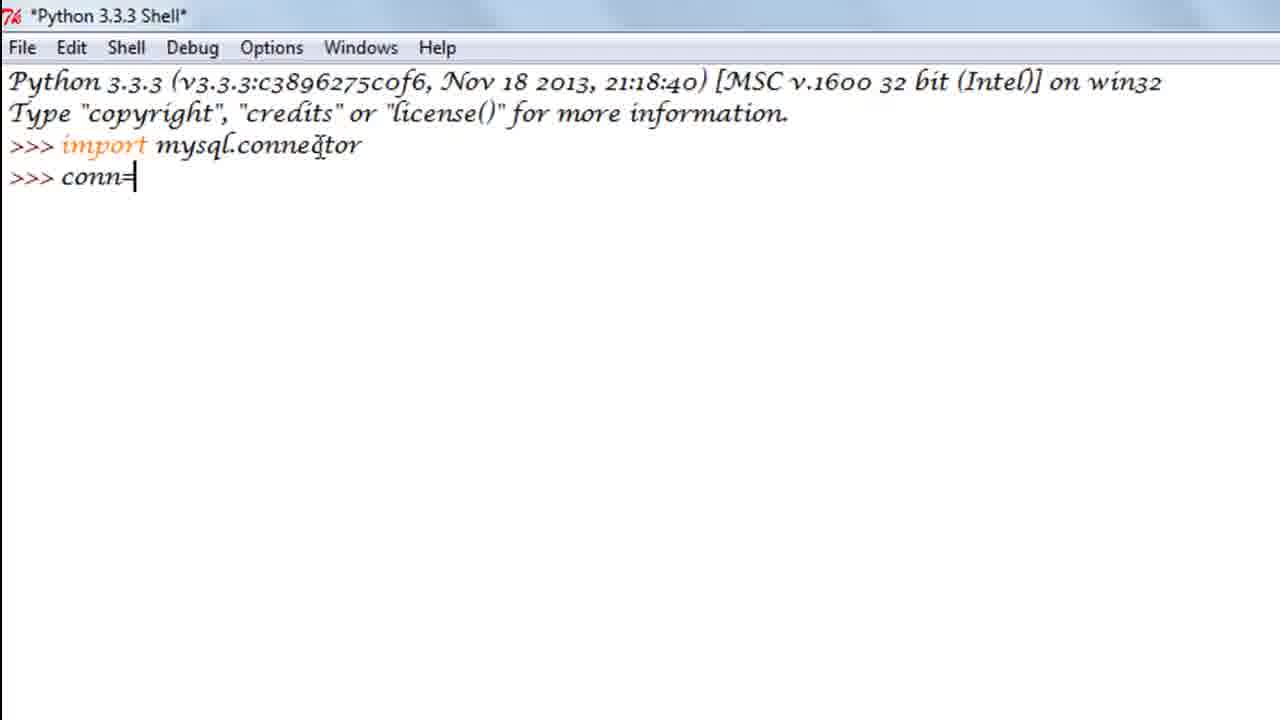 *Python 3.3.3 Shell*
File Edit Shell Debug Options Windows Help
Python 3.3.3 (v3.3.3:c3896275c0f6, Nov 18 2013, 21:18:40) [MSC v.1600 32 bit (Intel)] on win32
Type "copyright", "credits" or "license()" for more information.
>>> import mysql.connector
>>> conn=